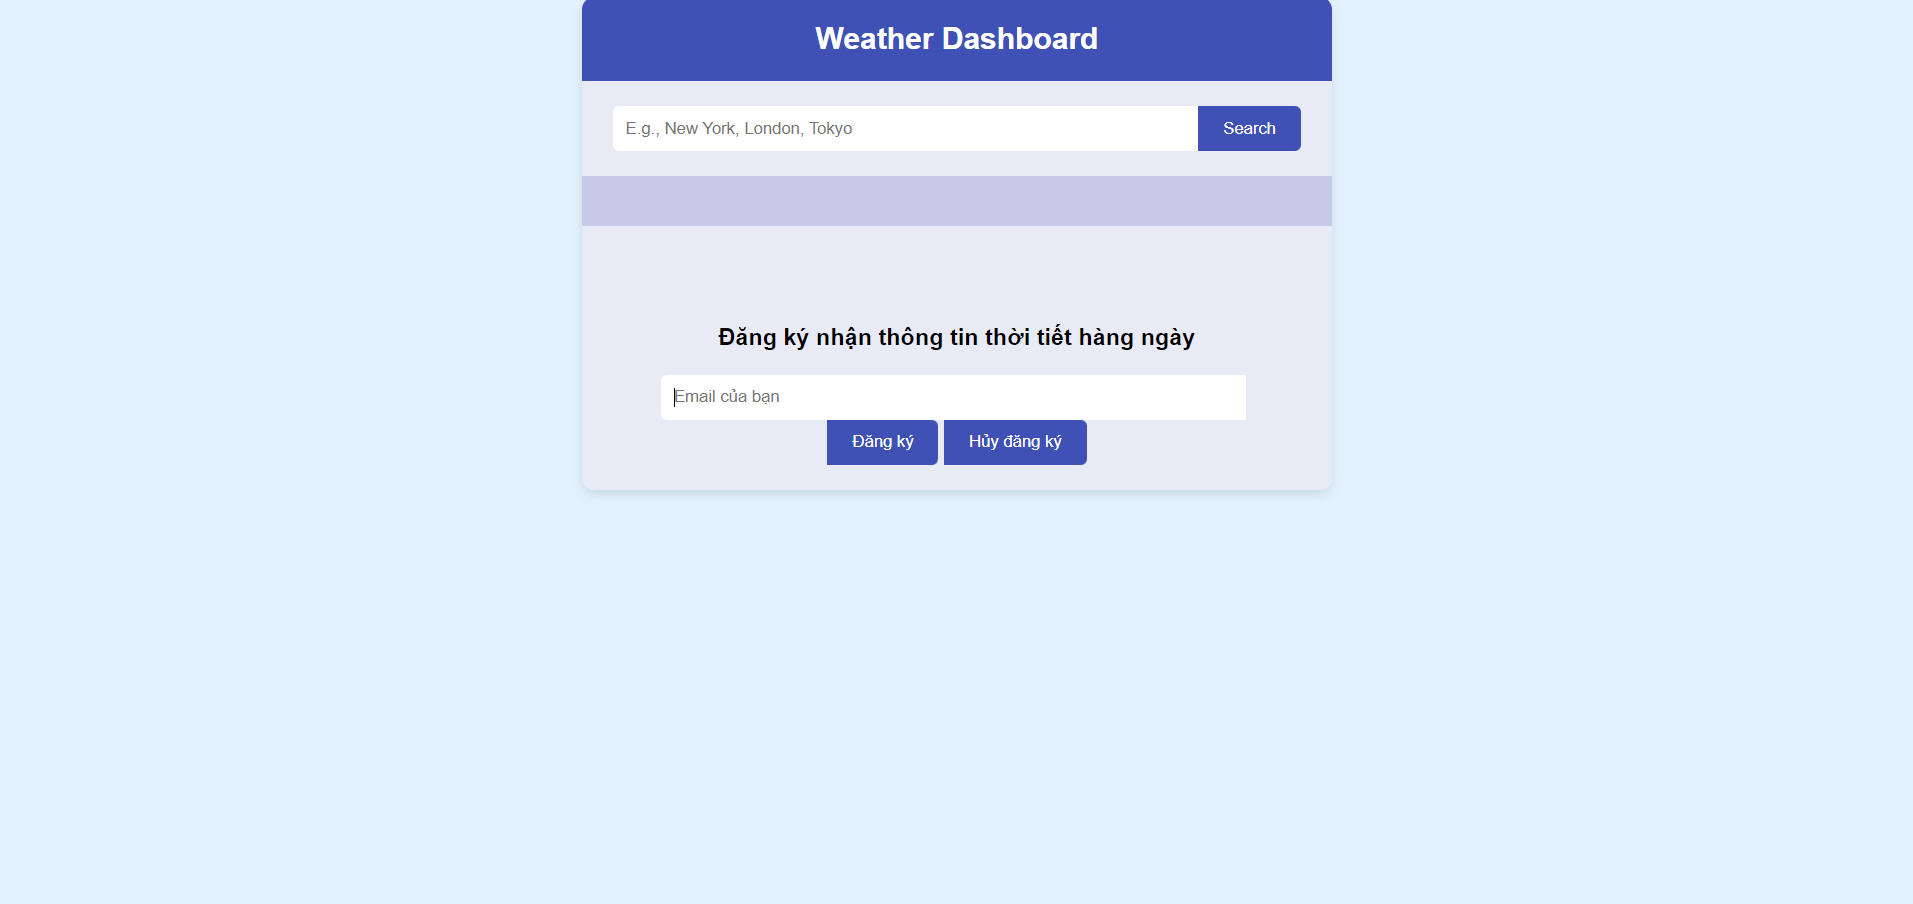 Weather Dashboard
E.g., New York, London, Tokyo
Search
Đăng ký nhận thông tin thời tiết hàng ngày
Email của bạn
Đăng ký
Hủy đăng ký